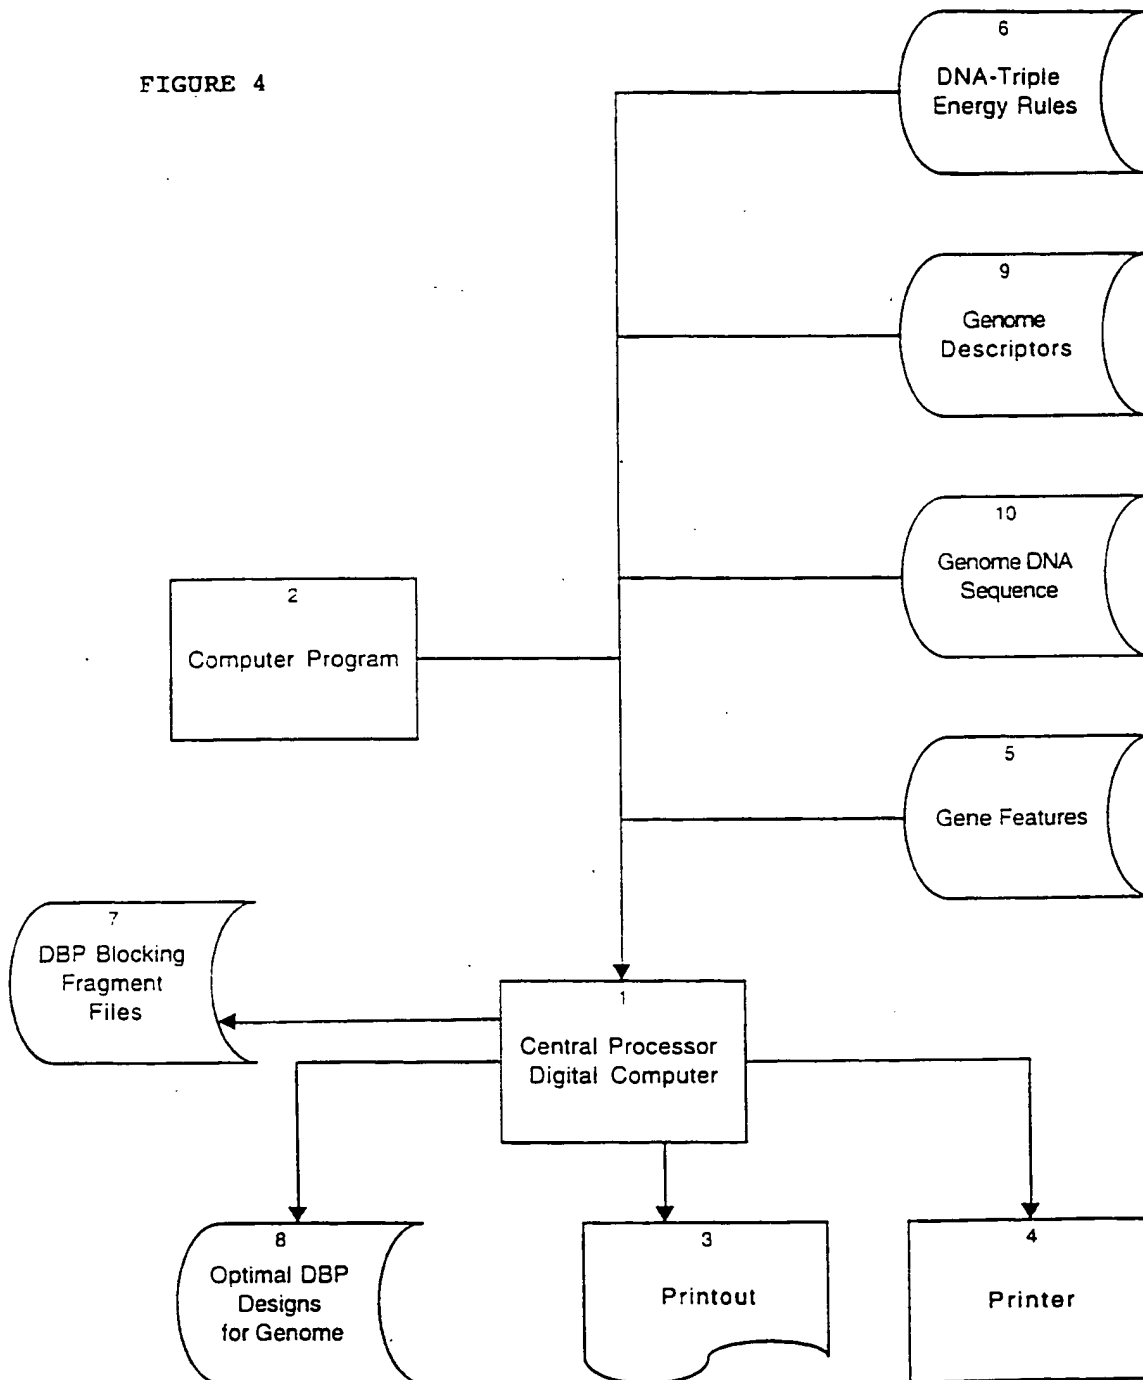 FIGURE 4
6
DNA-Triple
Energy Rules
9
Genome
Descriptors
10
Genome DNA
Sequence
2
Computer Program
5
Gene Features
7
DBP Blocking
Fragment
Files
1
Central Processor
Digital Computer
8
Optimal DBP
Designs
for Genome
3
Printout
4
Printer